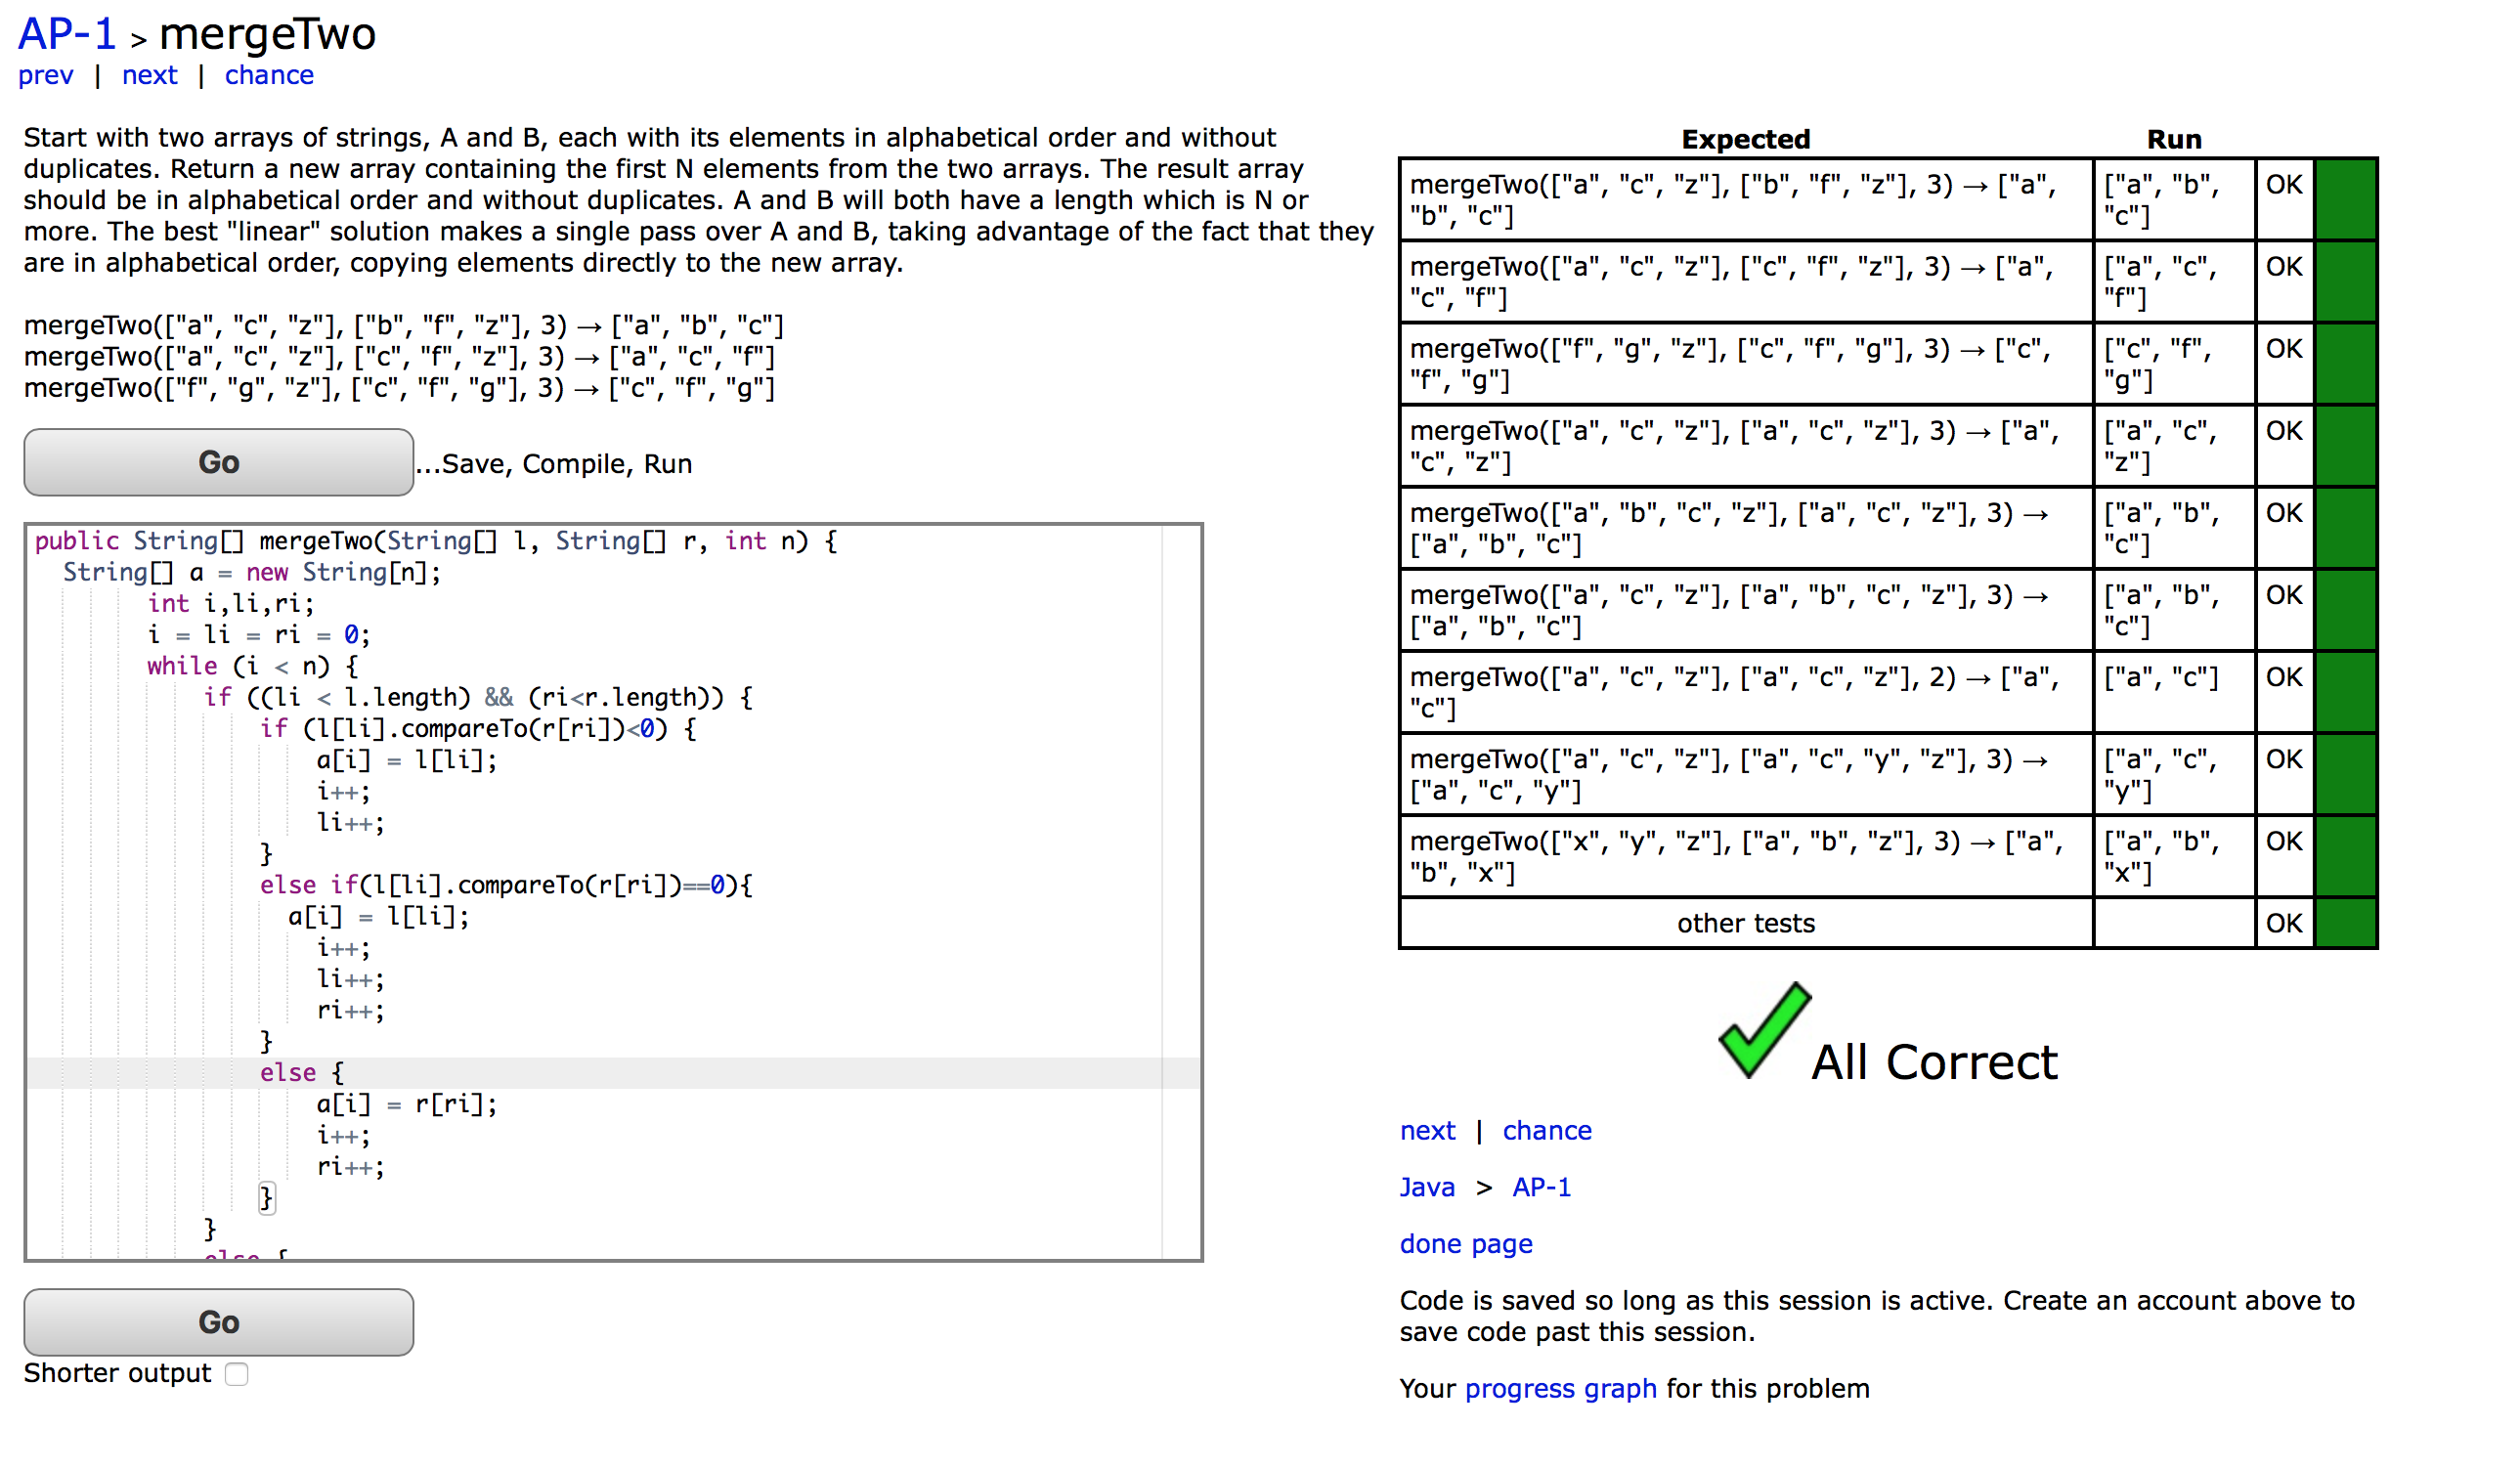 AP-1 > mergeTwo
prev | next | chance
Start with two arrays of strings, A and B, each with its elements in alphabetical order and without
duplicates. Return a new array containing the first N elements from the two arrays. The result array
should be in alphabetical order and without duplicates. A and B will both have a length which is N or
more. The best "linear" solution makes a single pass over A and B, taking advantage of the fact that they
are in alphabetical order, copying elements directly to the new array.
mergeTwo(["a", "c", "z"], ["b", "f", "z"], 3) → ["a", "b", "c"]
mergeTwo(["a", "c", "z"], ["c", "f", "z"], 3) → ["a", "c", "f"]
mergeTwo(["f", "g", "z"], ["c", "f", "g"], 3) → ["c", "f", "g"]
Go ...Save, Compile, Run
public String[] mergeTwo(String[] l, String[] r, int n) {
String[] a = new String[n];
int i,li,ri;
i = li = ri = 0;
while (i < n) {
if ((li < l.length) && (ri<r.length)) {
if (l[li].compareTo(r[ri])<0) {
a[i] = l[li];
i++;
li++;
}
else if(l[li].compareTo(r[ri])==0){
a[i] = l[li];
i++;
li++;
ri++;
}
else {
a[i] = r[ri];
i++;
ri++;
}
}
else {
Go
Shorter output
Expected Run
mergeTwo(["a", "c", "z"], ["b", "f", "z"], 3) → ["a", ["a", "b", OK
"b", "c"] "c"]
mergeTwo(["a", "c", "z"], ["c", "f", "z"], 3) → ["a", ["a", "c", OK
"c", "f"] "f"]
mergeTwo(["f", "g", "z"], ["c", "f", "g"], 3) → ["c", ["c", "f", OK
"f", "g"] "g"]
mergeTwo(["a", "c", "z"], ["a", "c", "z"], 3) → ["a", ["a", "c", OK
"c", "z"] "z"]
mergeTwo(["a", "b", "c", "z"], ["a", "c", "z"], 3) → ["a", "b", OK
["a", "b", "c"] "c"]
mergeTwo(["a", "c", "z"], ["a", "b", "c", "z"], 3) → ["a", "b", OK
["a", "b", "c"] "c"]
mergeTwo(["a", "c", "z"], ["a", "c", "z"], 2) → ["a", ["a", "c"] OK
"c"]
mergeTwo(["a", "c", "z"], ["a", "c", "y", "z"], 3) → ["a", "c", OK
["a", "c", "y"] "y"]
mergeTwo(["x", "y", "z"], ["a", "b", "z"], 3) → ["a", ["a", "b", OK
"b", "x"] "x"]
other tests OK
All Correct
next | chance
Java > AP-1
done page
Code is saved so long as this session is active. Create an account above to
save code past this session.
Your progress graph for this problem